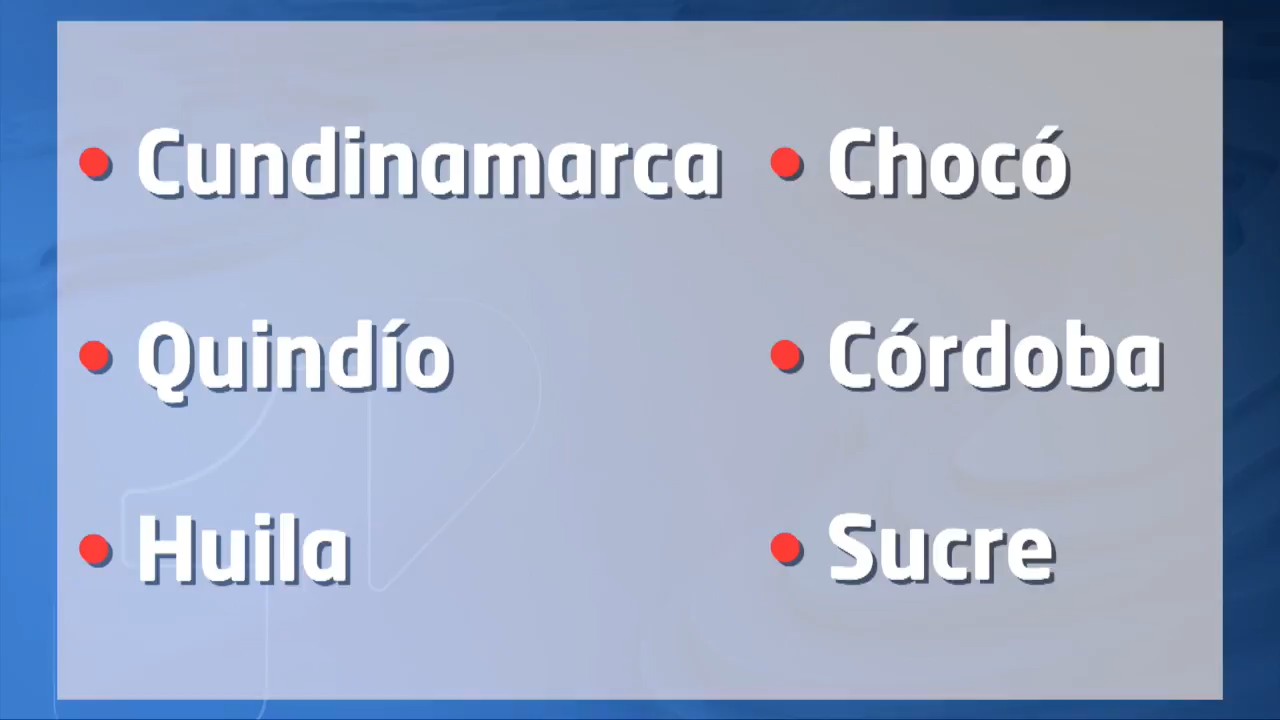 Cundinamarca
Quindío
Huila
Chocó
Córdoba
Sucre